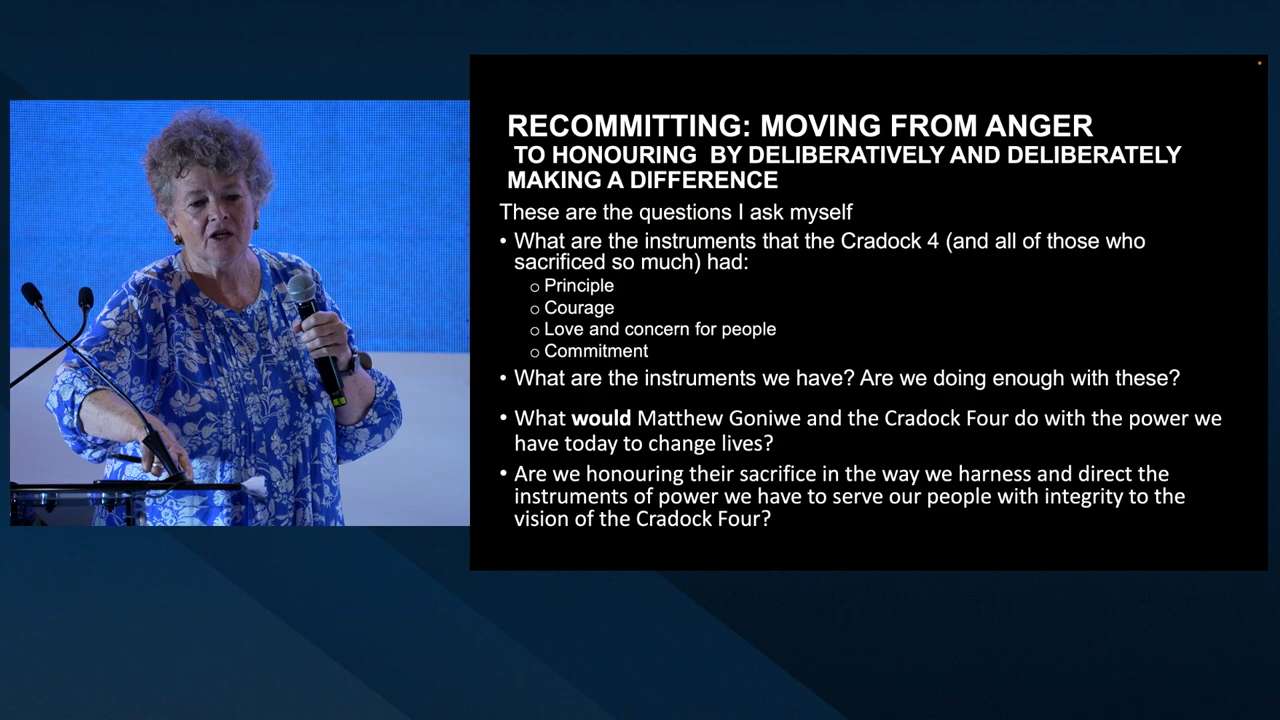 RECOMMITTING: MOVING FROM ANGER
TO HONOURING BY DELIBERATIVELY AND DELIBERATELY
MAKING A DIFFERENCE
These are the questions I ask myself
• What are the instruments that the Cradock 4 (and all of those who
sacrificed so much) had:
o Principle
o Courage
o Love and concern for people
o Commitment
• What are the instruments we have? Are we doing enough with these?
• What would Matthew Goniwe and the Cradock Four do with the power we
have today to change lives?
• Are we honouring their sacrifice in the way we harness and direct the
instruments of power we have to serve our people with integrity to the
vision of the Cradock Four?